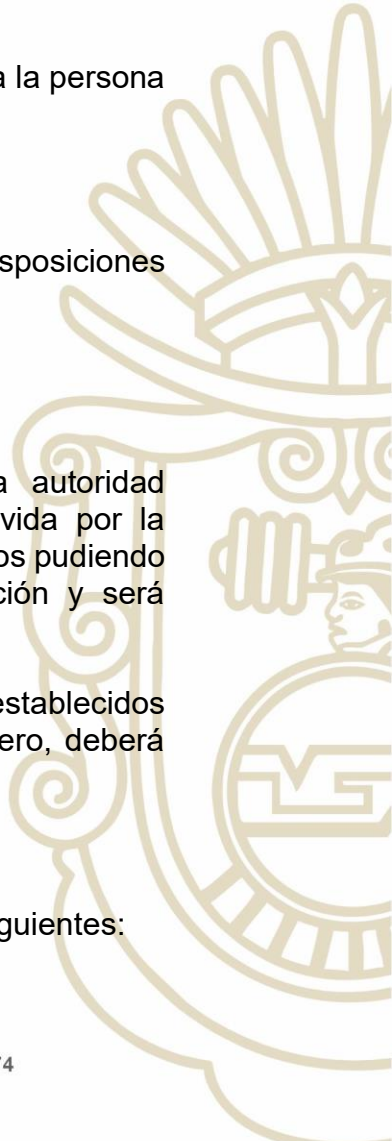 a la persona
sposiciones
a autoridad
vida por la
os pudiendo
ción y será
establecidos
ero, deberá
guientes:
74